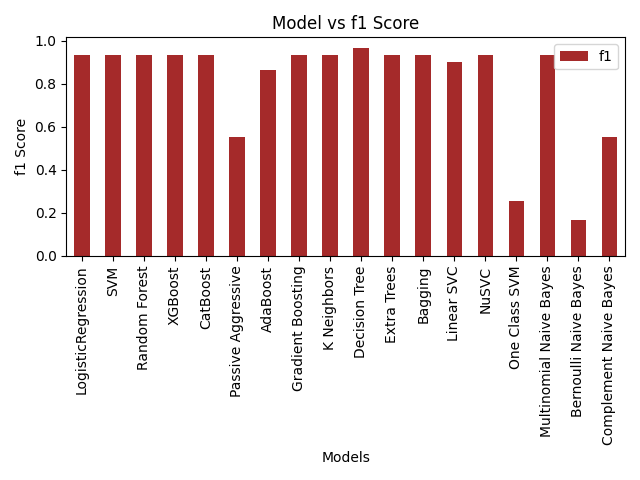 Model vs f1 Score
f1
f1 Score
1.0
0.8
0.6
0.4
0.2
0.0
LogisticRegression
SVM
Random Forest
XGBoost
CatBoost
Passive Aggressive
AdaBoost
Gradient Boosting
K Neighbors
Decision Tree
Extra Trees
Bagging
Linear SVC
NuSVC
One Class SVM
Multinomial Naive Bayes
Bernoulli Naive Bayes
Complement Naive Bayes
Models